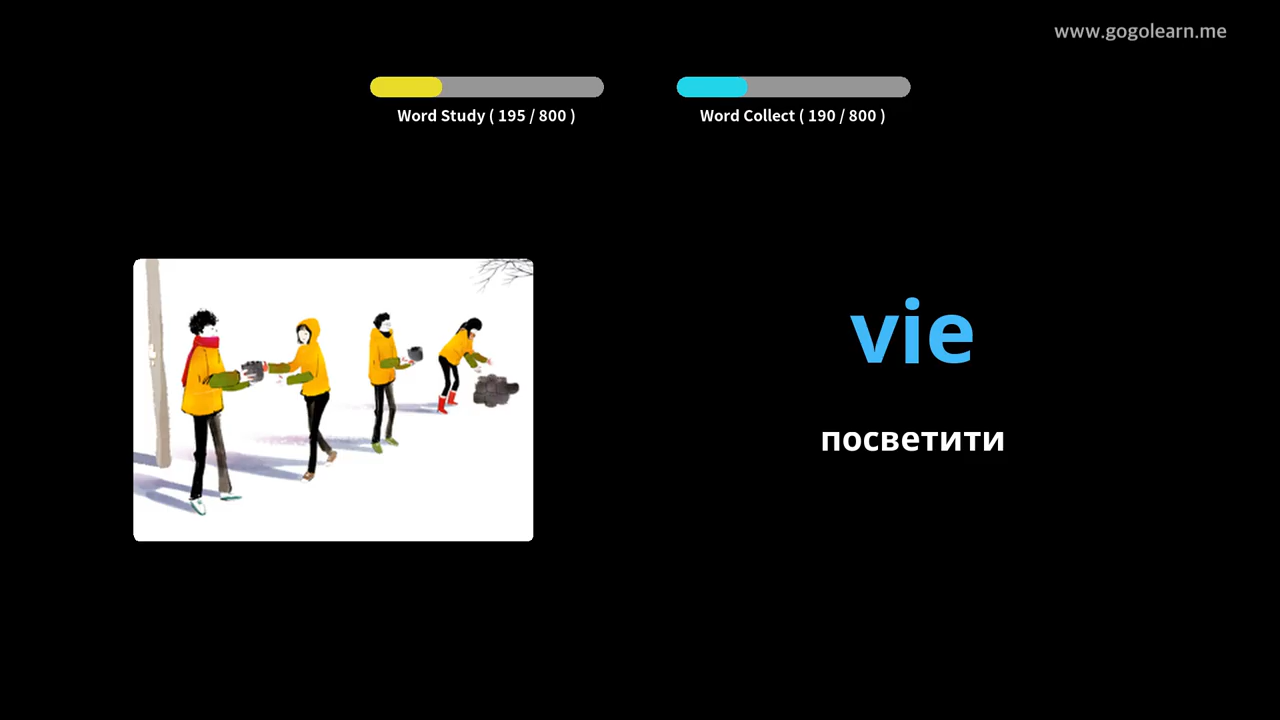 www.gogolearn.me
Word Study ( 195 / 800 )
Word Collect ( 190 / 800 )
vie
посветити